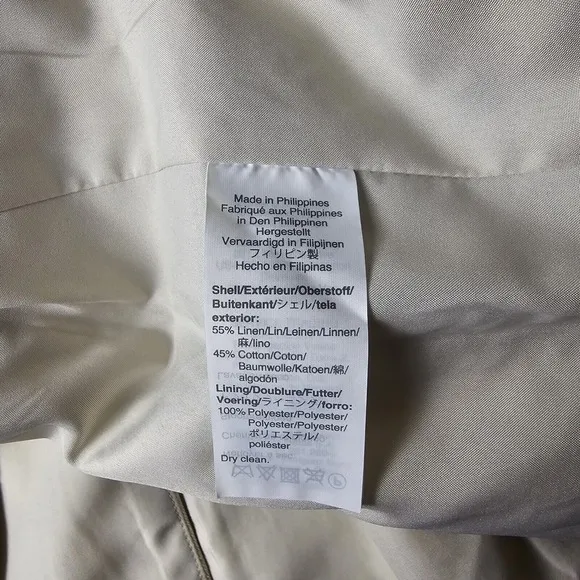 Made in Philippines
Fabriqué aux Philippines
in Den Philippinen
Hergestellt
Vervaardigd in Filipijnen
フィリピン製
Hecho en Filipinas
Shell/Extérieur/Oberstoff/
Buitenkant/シェル/tela
exterior:
55% Linen/Lin/Leinen/Linnen/
麻/lino
45% Cotton/Coton/
Baumwolle/Katoen/綿/
algodón
Lining/Doublure/Futter/
Voering/ライニング/forro:
100% Polyester/Polyester/
Polyester/Polyester/
ポリエステル/
poliéster
Dry clean.